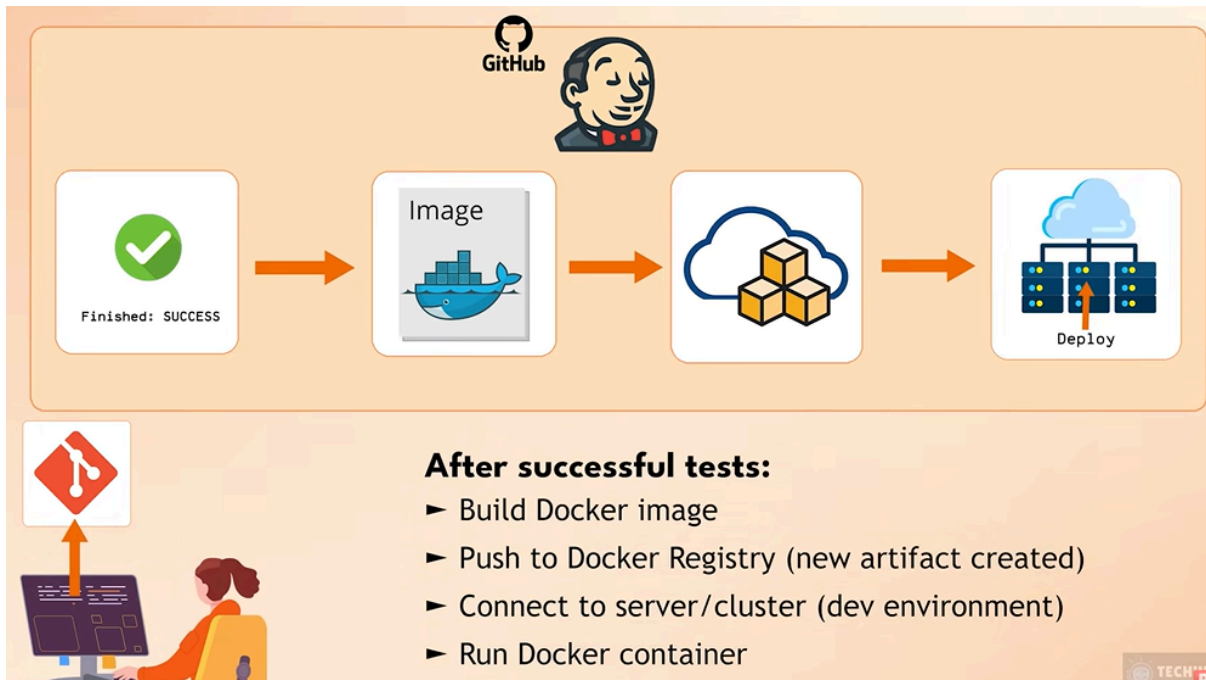 GitHub
Image
Finished: SUCCESS
Deploy
After successful tests:
► Build Docker image
► Push to Docker Registry (new artifact created)
► Connect to server/cluster (dev environment)
► Run Docker container